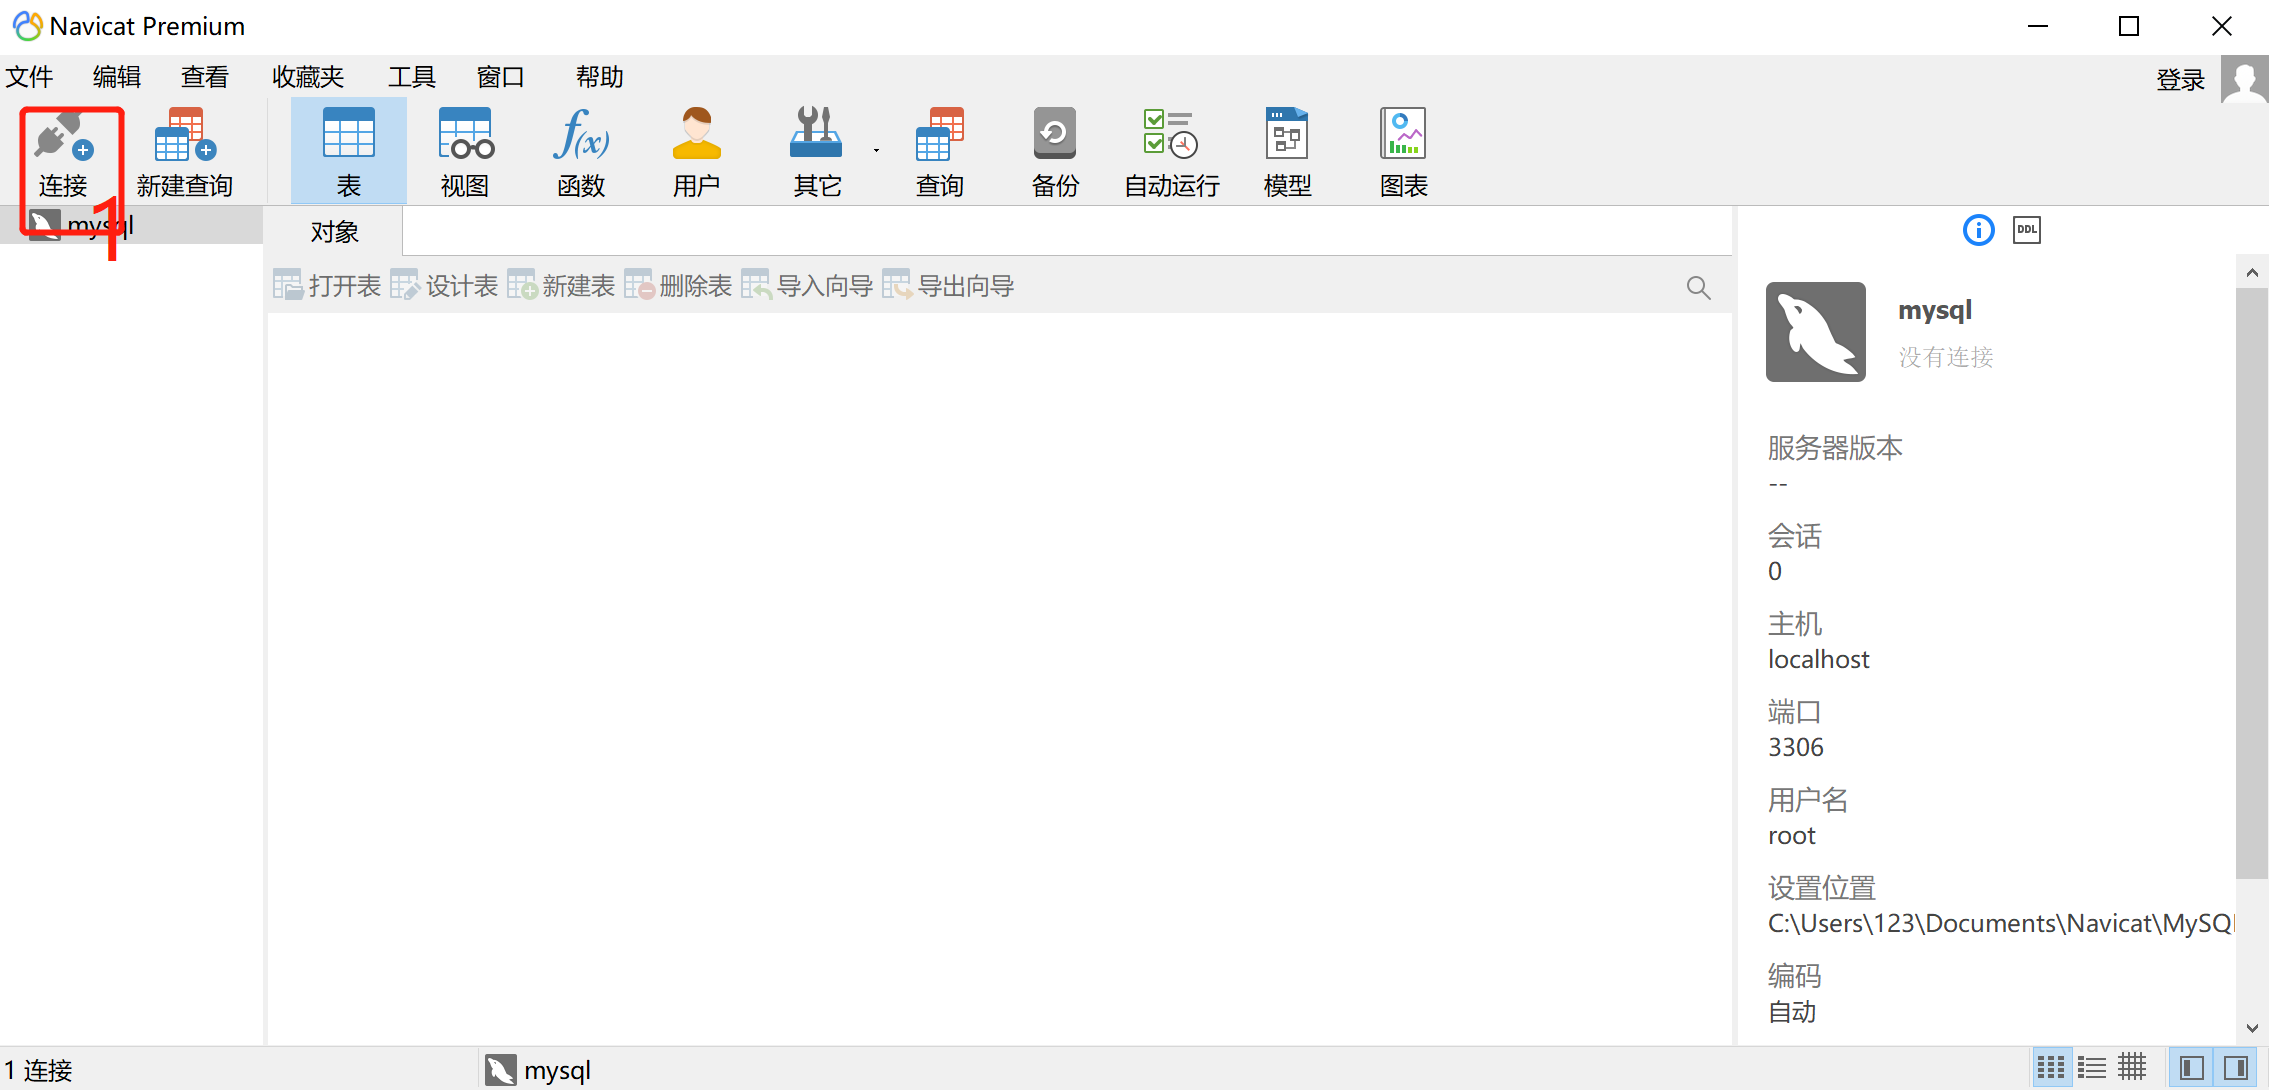 Navicat Premium
文件 编辑 查看 收藏夹 工具 窗口 帮助 登录
连接 新建查询 表 视图 函数 用户 其它 查询 备份 自动运行 模型 图表
1
mysql
对象
DDL
打开表 设计表 新建表 删除表 导入向导 导出向导
mysql
没有连接
服务器版本
--
会话
0
主机
localhost
端口
3306
用户名
root
设置位置
C:\Users\123\Documents\Navicat\MySQ
编码
自动
1 连接 mysql